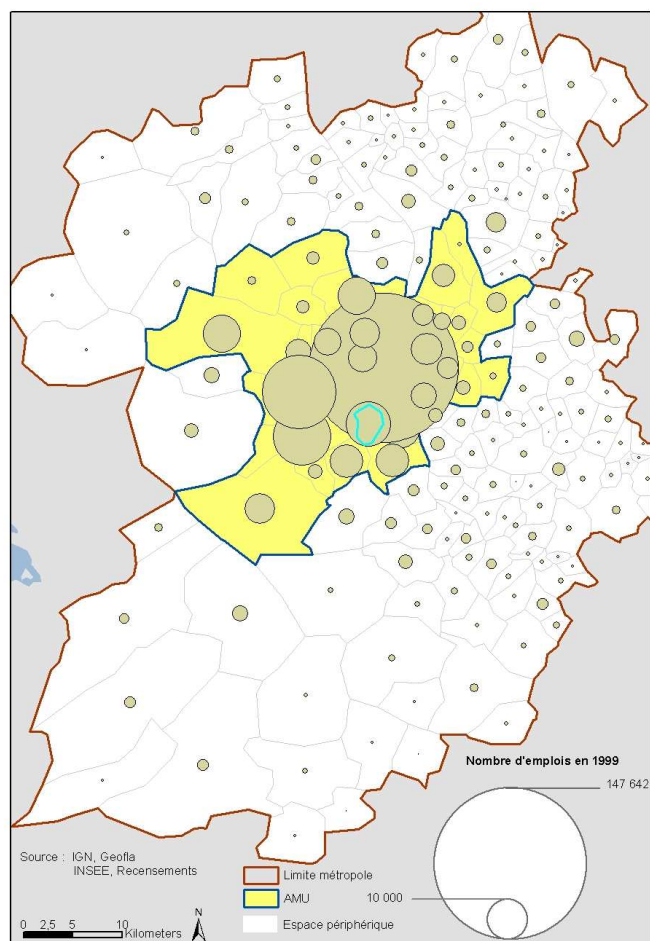 Nombre d'emplois en 1999
147 642
Source : IGN, Geofla
INSEE, Recensements
Limite métropole
AMU
10 000
Espace périphérique
0 2,5 5 10
Kilometers
N